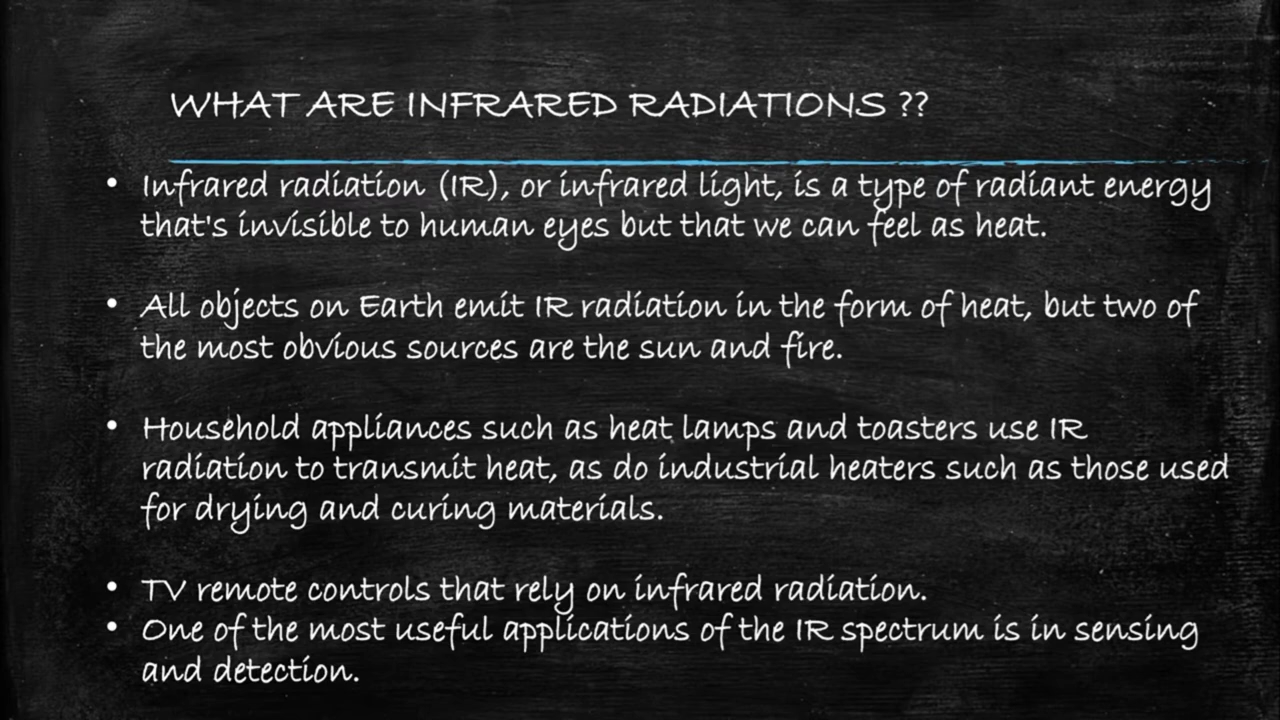 WHAT ARE INFRARED RADIATIONS ??
• Infrared radiation (IR), or infrared light, is a type of radiant energy
that's invisible to human eyes but that we can feel as heat.
• All objects on Earth emit IR radiation in the form of heat, but two of
the most obvious sources are the sun and fire.
• Household appliances such as heat lamps and toasters use IR
radiation to transmit heat, as do industrial heaters such as those used
for drying and curing materials.
• TV remote controls that rely on infrared radiation.
• One of the most useful applications of the IR spectrum is in sensing
and detection.